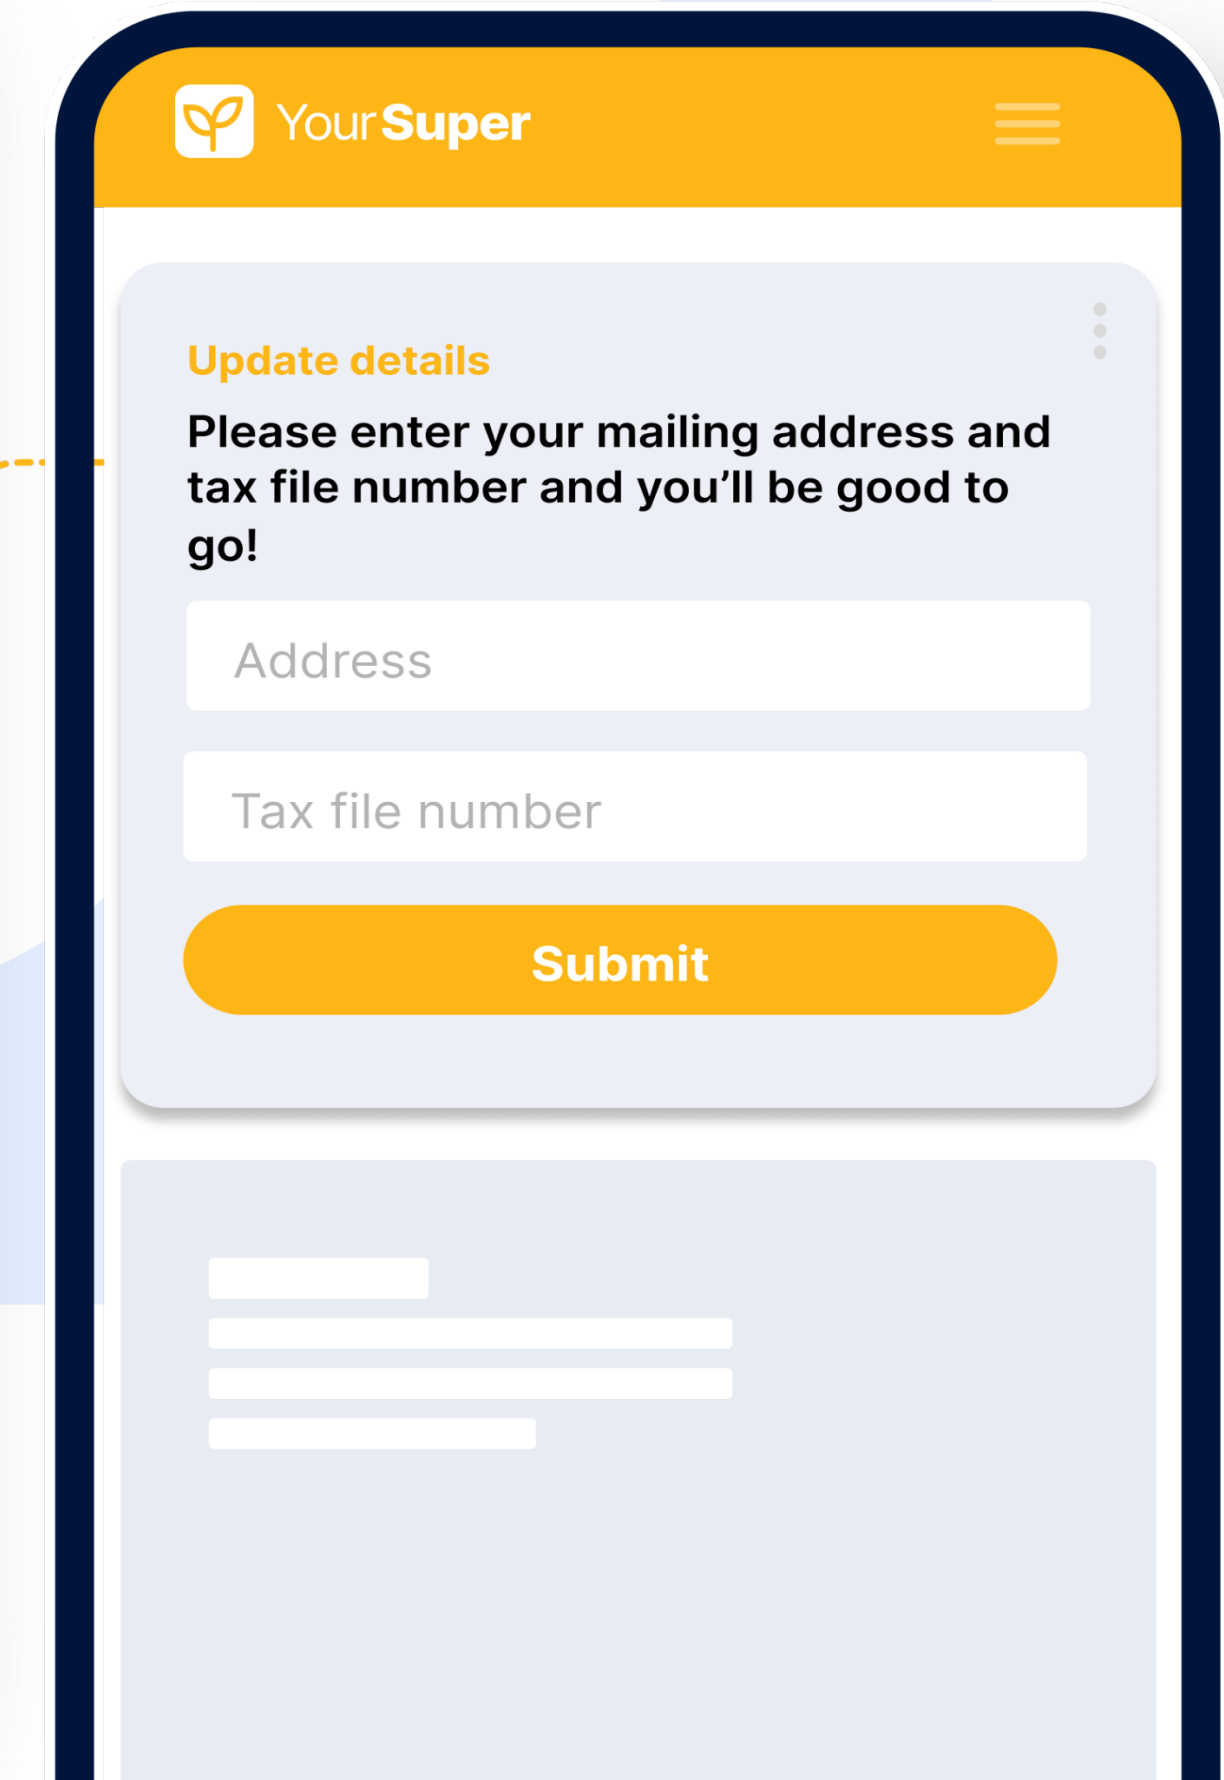 YourSuper
Update details
Please enter your mailing address and
tax file number and you’ll be good to
go!
Address
Tax file number
Submit